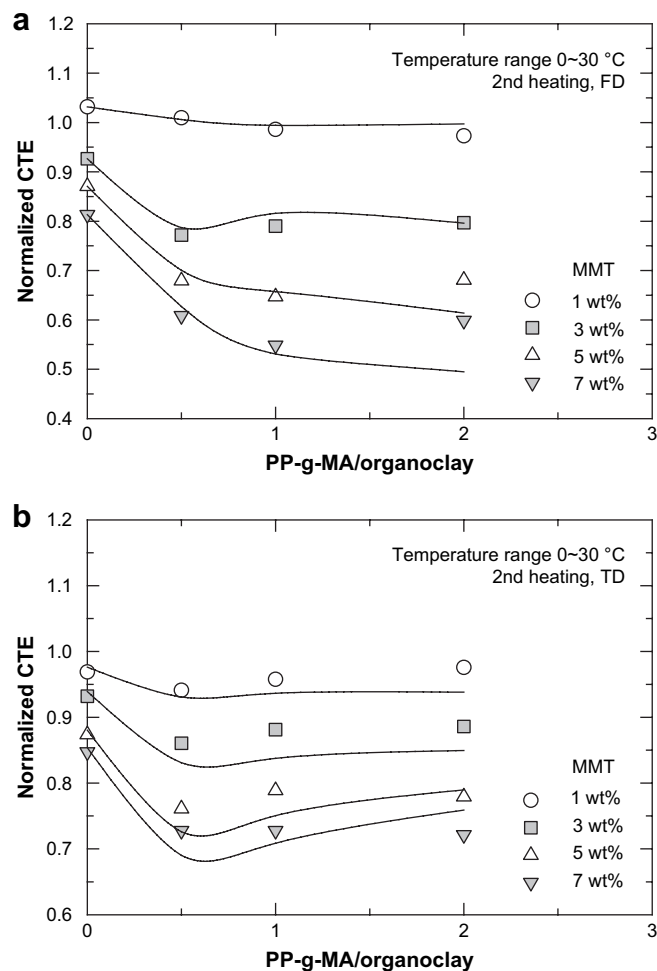 a
1.2
1.1
1.0
0.9
0.8
0.7
0.6
0.5
0.4
Normalized CTE
Temperature range 0~30 °C
2nd heating, FD
MMT
1 wt%
3 wt%
5 wt%
7 wt%
0 1 2 3
PP-g-MA/organoclay
b
1.2
1.1
1.0
0.9
0.8
0.7
0.6
Normalized CTE
Temperature range 0~30 °C
2nd heating, TD
MMT
1 wt%
3 wt%
5 wt%
7 wt%
0 1 2 3
PP-g-MA/organoclay